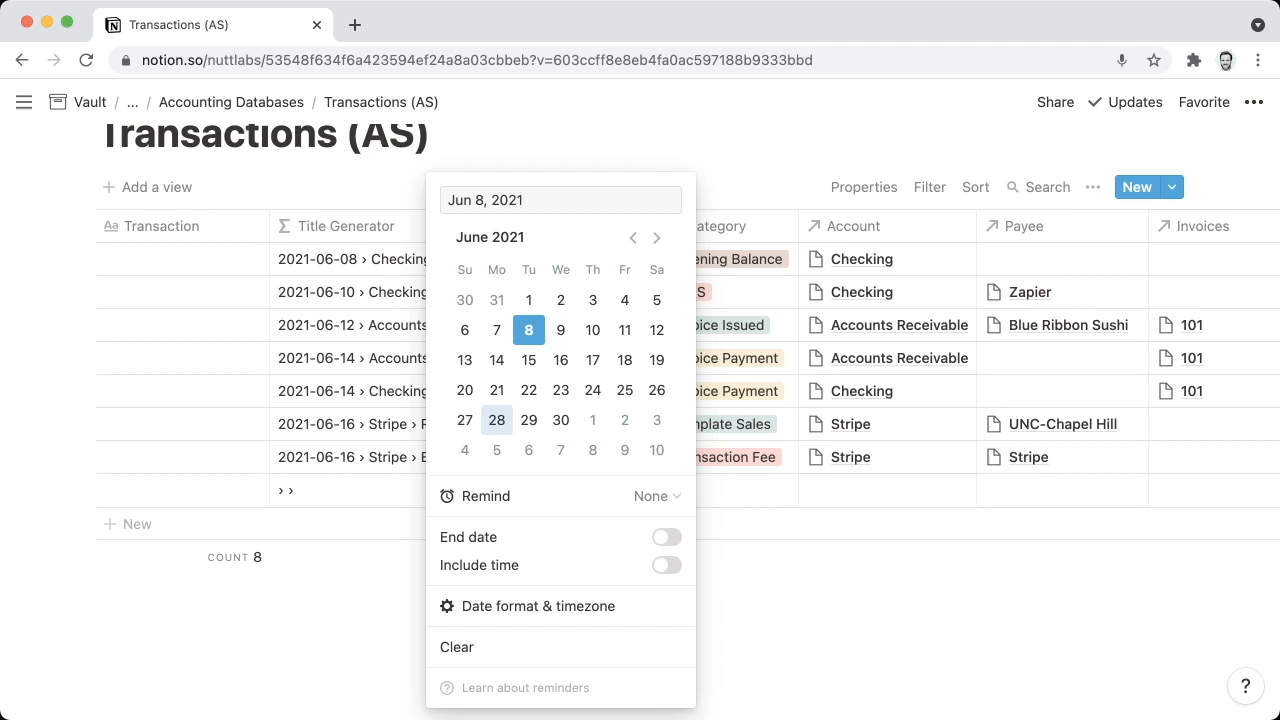 Transactions (AS)
notion.so/nuttlabs/53548f634f6a423594ef24a8a03cbbeb?v=603ccff8e8eb4fa0ac597188b9333bbd
Vault / ... / Accounting Databases / Transactions (AS)
Share Updates Favorite
Transactions (AS)
Add a view
Properties Filter Sort Search New
Aa Transaction Σ Title Generator ategory Account Payee Invoices
2021-06-08 › Checking ening Balance Checking
2021-06-10 › Checking S Checking Zapier
2021-06-12 › Accounts oice Issued Accounts Receivable Blue Ribbon Sushi 101
2021-06-14 › Accounts oice Payment Accounts Receivable 101
2021-06-14 › Checking oice Payment Checking 101
2021-06-16 › Stripe › mplate Sales Stripe UNC-Chapel Hill
2021-06-16 › Stripe › nsaction Fee Stripe Stripe
› ›
New
COUNT 8
Jun 8, 2021
June 2021
Su Mo Tu We Th Fr Sa
30 31 1 2 3 4 5
6 7 8 9 10 11 12
13 14 15 16 17 18 19
20 21 22 23 24 25 26
27 28 29 30 1 2 3
4 5 6 7 8 9 10
Remind None
End date
Include time
Date format & timezone
Clear
? Learn about reminders
?